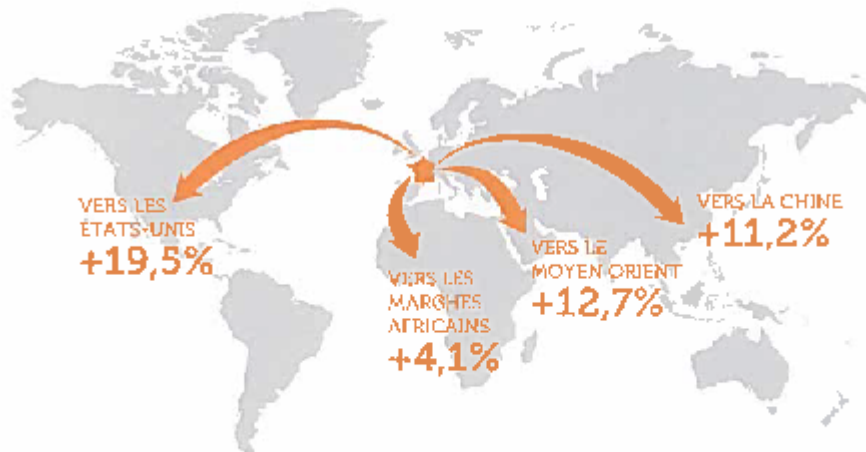 VERS LES
ÉTATS-UNIS
+19,5%
VERS LES
MARCHES
AFRICAINS
+4,1%
VERS LE
MOYEN ORIENT
+12,7%
VERS LA CHINE
+11,2%